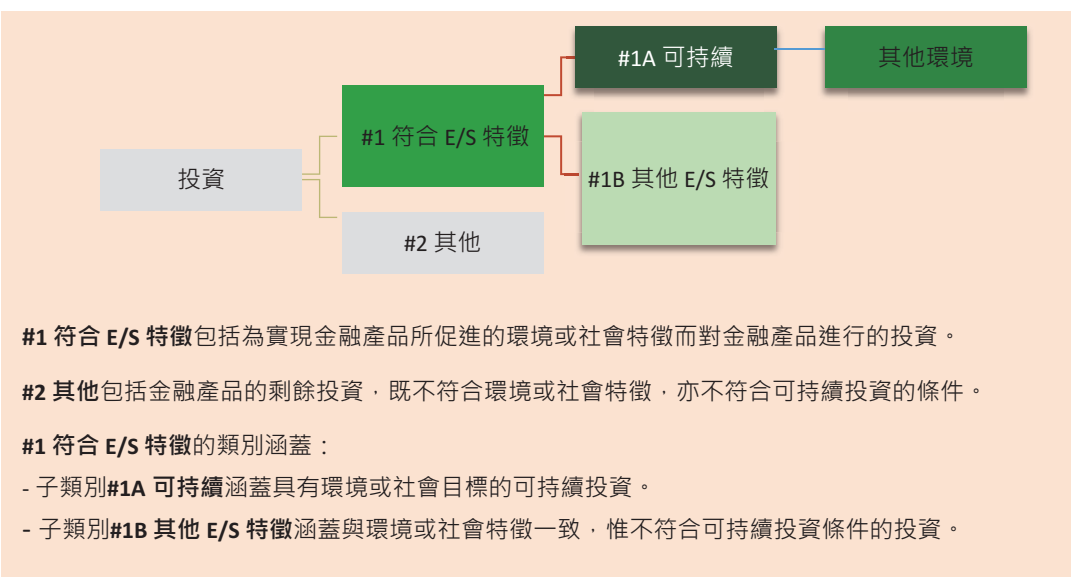 #1A 可持續
其他環境
#1 符合 E/S 特徵
投資
#1B 其他 E/S 特徵
#2 其他
#1 符合 E/S 特徵包括為實現金融產品所促進的環境或社會特徵而對金融產品進行的投資。
#2 其他包括金融產品的剩餘投資，既不符合環境或社會特徵，亦不符合可持續投資的條件。
#1 符合 E/S 特徵的類別涵蓋：
- 子類別#1A 可持續涵蓋具有環境或社會目標的可持續投資。
- 子類別#1B 其他 E/S 特徵涵蓋與環境或社會特徵一致，惟不符合可持續投資條件的投資。